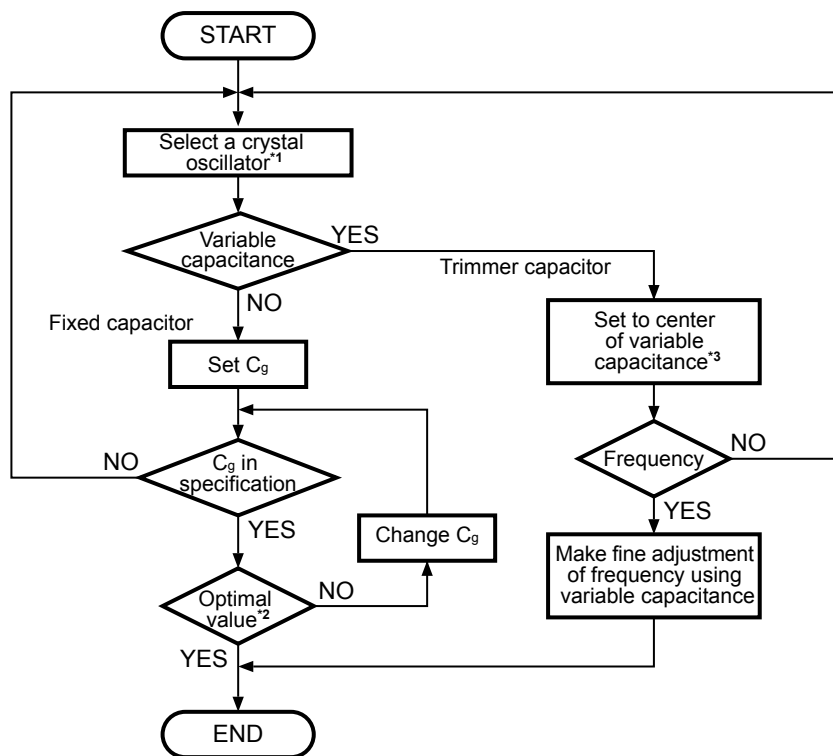 START
Select a crystal
oscillator*1
Variable
capacitance
YES
Trimmer capacitor
NO
Fixed capacitor
Set Cg
Set to center
of variable
capacitance*3
NO
Cg in
specification
YES
Change Cg
Frequency
NO
YES
Optimal
value*2
NO
YES
Make fine adjustment
of frequency using
variable capacitance
END